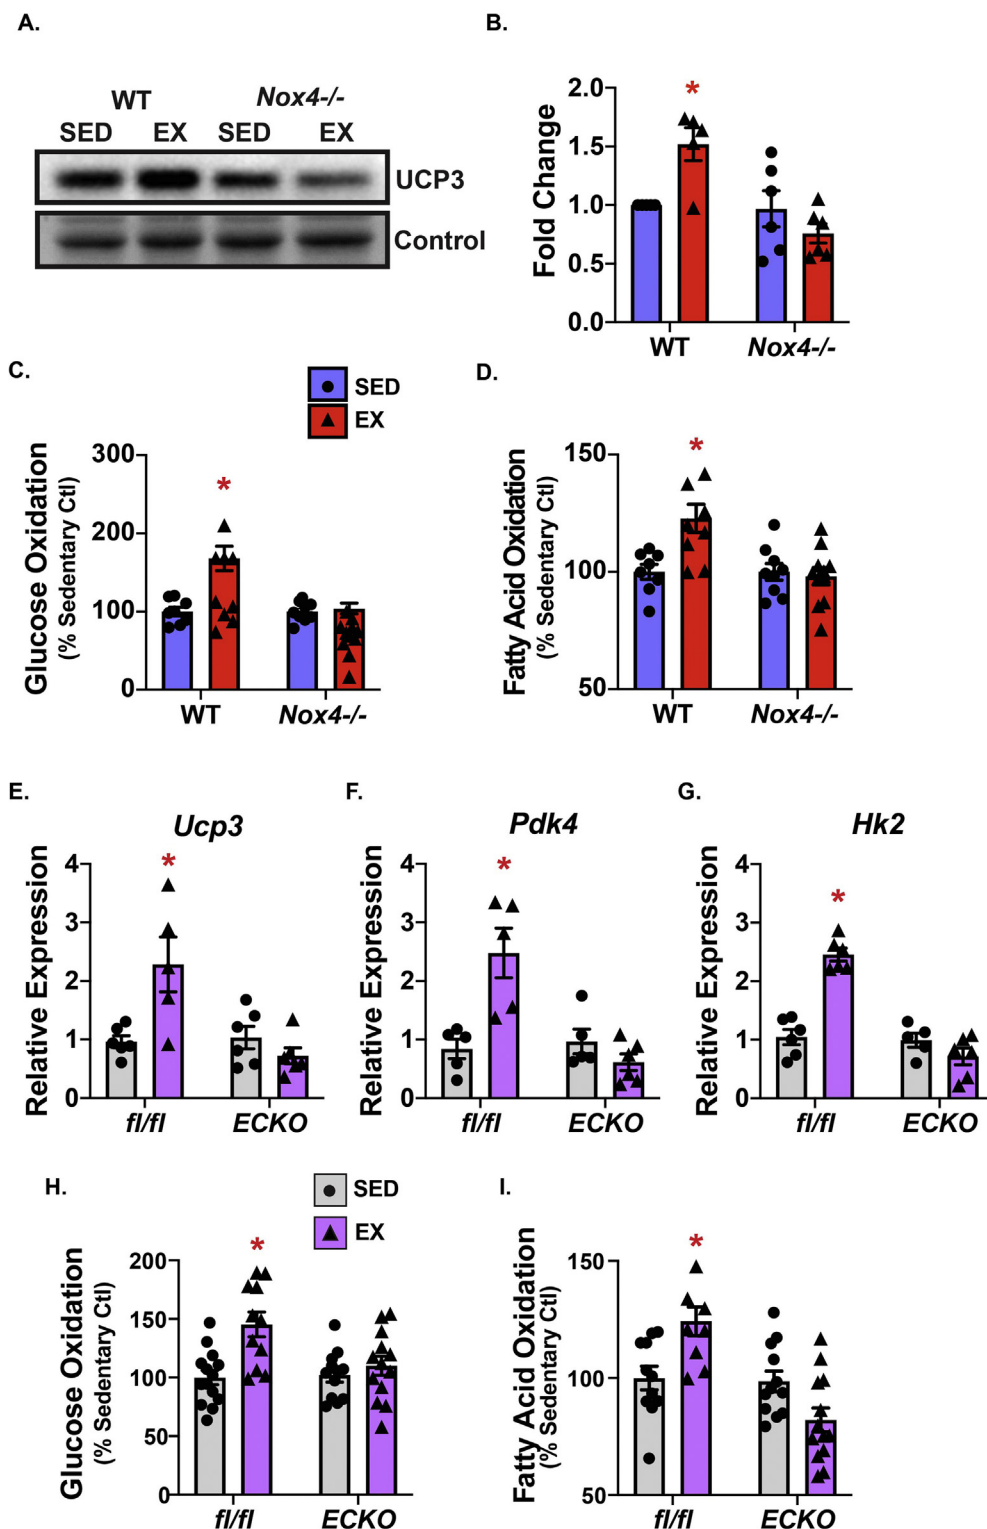 A.
WT Nox4-/-
SED EX SED EX
UCP3
Control
B.
Fold Change
2.0
1.5
1.0
0.5
0.0
WT Nox4-/-
C.
SED
EX
Glucose Oxidation
(% Sedentary Ctl)
300
200
100
0
WT Nox4-/-
*
D.
Fatty Acid Oxidation
(% Sedentary Ctl)
150
100
50
WT Nox4-/-
*
E.
Ucp3
Relative Expression
4
3
2
1
0
fl/fl ECKO
*
F.
Pdk4
Relative Expression
4
3
2
1
0
fl/fl ECKO
*
G.
Hk2
Relative Expression
4
3
2
1
0
fl/fl ECKO
*
H.
SED
EX
Glucose Oxidation
(% Sedentary Ctl)
200
150
100
50
0
fl/fl ECKO
*
I.
Fatty Acid Oxidation
(% Sedentary Ctl)
150
100
50
fl/fl ECKO
*